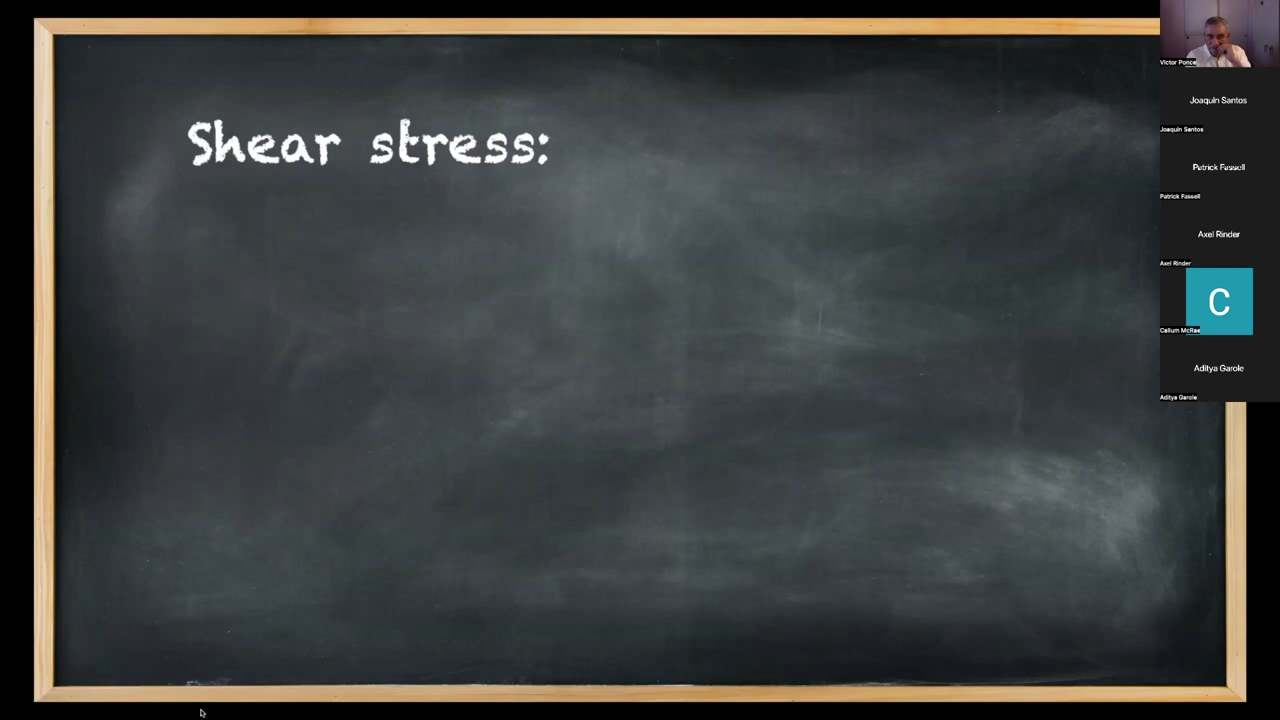 Shear stress:
Victor Ponce
Joaquin Santos
Joaquin Santos
Patrick Fassell
Patrick Fassell
Axel Rinder
Axel Rinder
C
Callum McRae
Aditya Garole
Aditya Garole